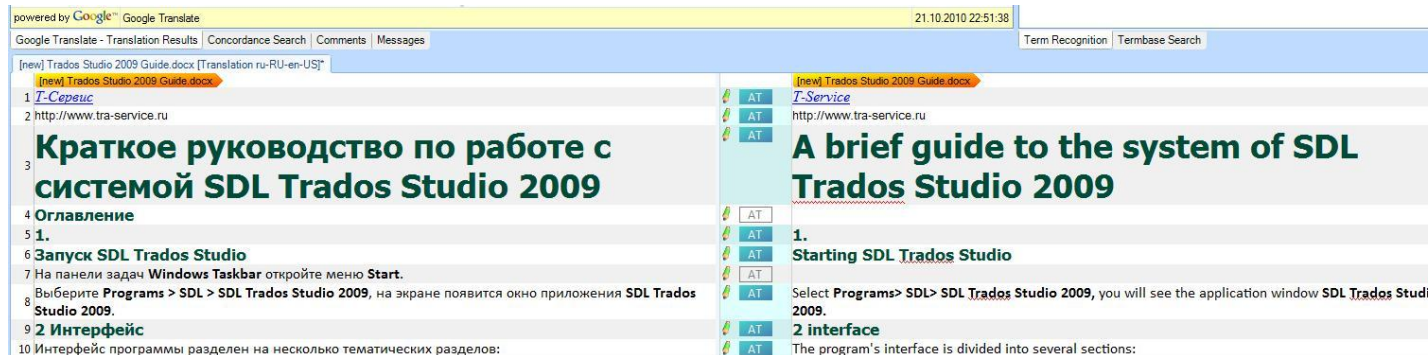 powered by Google™ Google Translate 21.10.2010 22:51:38
Google Translate - Translation Results Concordance Search Comments Messages Term Recognition Termbase Search
[new] Trados Studio 2009 Guide.docx [Translation ru-RU-en-US]*
[new] Trados Studio 2009 Guide.docx [new] Trados Studio 2009 Guide.docx
1 Т-Сервис AT T-Service
2 http://www.tra-service.ru AT http://www.tra-service.ru
3 Краткое руководство по работе с AT A brief guide to the system of SDL
системой SDL Trados Studio 2009 Trados Studio 2009
4 Оглавление AT
5 1. AT 1.
6 Запуск SDL Trados Studio AT Starting SDL Trados Studio
7 На панели задач Windows Taskbar откройте меню Start. AT
8 Выберите Programs > SDL > SDL Trados Studio 2009, на экране появится окно приложения SDL Trados AT Select Programs> SDL> SDL Trados Studio 2009, you will see the application window SDL Trados Studi
Studio 2009. 2009.
9 2 Интерфейс AT 2 interface
10 Интерфейс программы разделен на несколько тематических разделов: AT The program's interface is divided into several sections: